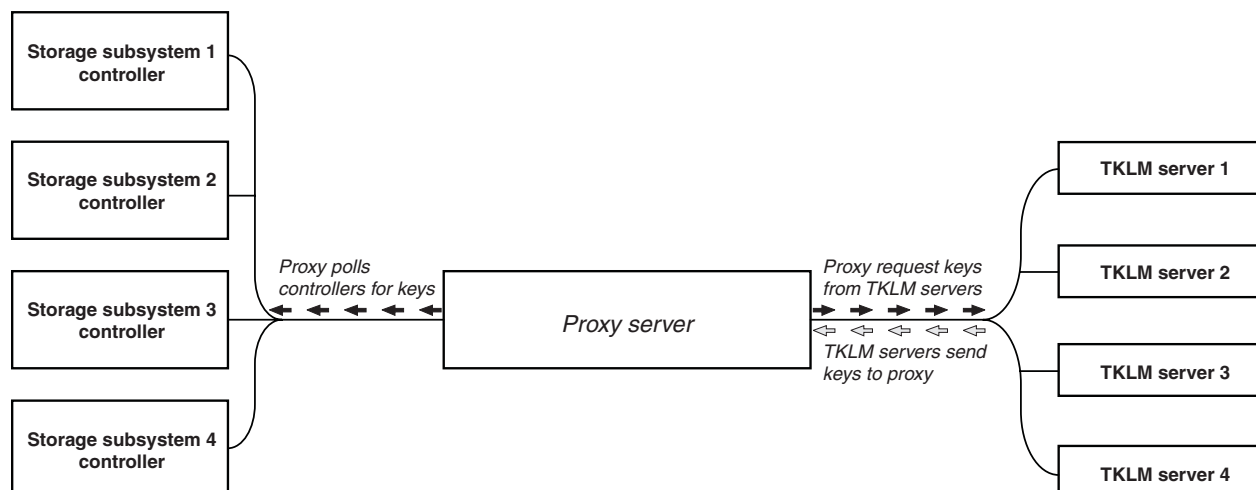 Storage subsystem 1
controller
Storage subsystem 2
controller
Storage subsystem 3
controller
Storage subsystem 4
controller
Proxy polls
controllers for keys
Proxy server
Proxy request keys
from TKLM servers
TKLM servers send
keys to proxy
TKLM server 1
TKLM server 2
TKLM server 3
TKLM server 4